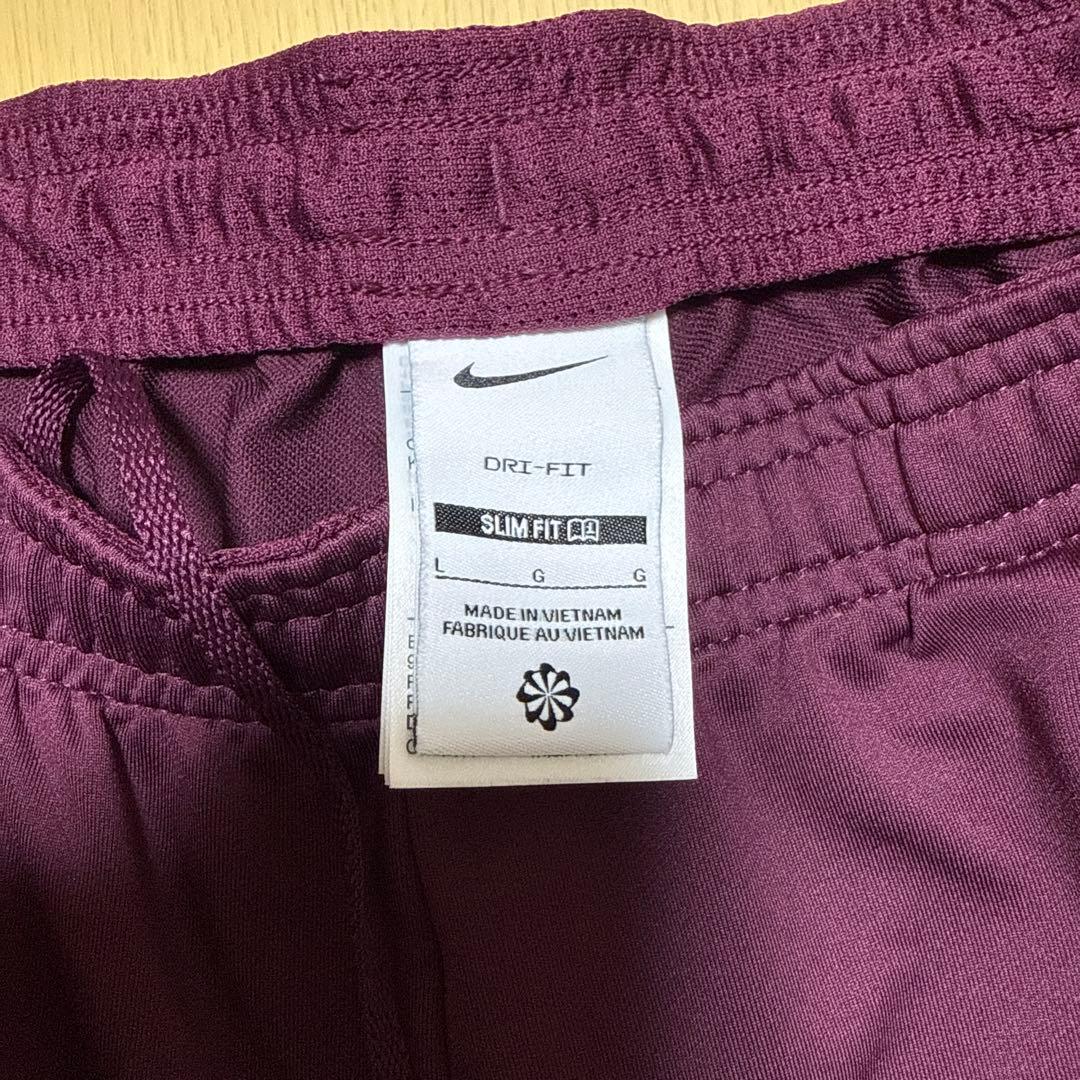 DRI-FIT
SLIM FIT
L G G
MADE IN VIETNAM
FABRIQUE AU VIETNAM